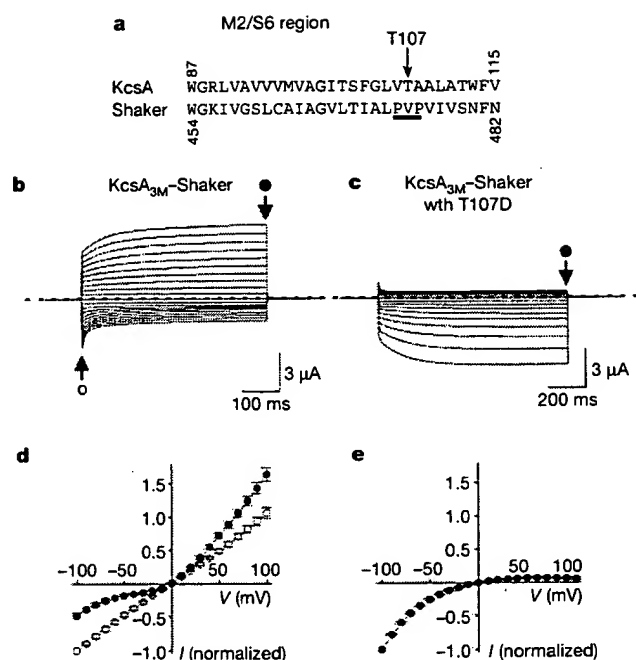 a
M2/S6 region
T107
87
115
KcsA WGRLVAVVVMVAGITSFGLVTAALATWFV
Shaker WGKIVGSLCAIAGVLTIALPVPVIVSNFN
454
482
b
KcsA3M–Shaker
c
KcsA3M–Shaker
wth T107D
3 μA
100 ms
3 μA
200 ms
d
1.5
1.0
0.5
−100 −50
50 100
V (mV)
−0.5
−1.0
I (normalized)
e
1.5
1.0
0.5
−100 −50
50 100
V (mV)
−0.5
−1.0
I (normalized)